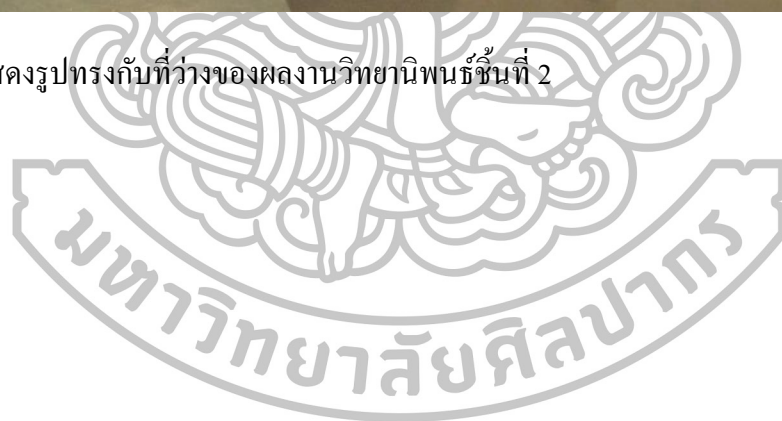 สดงรูปทรงกับที่ว่างของผลงานวิทยานิพนธ์ชิ้นที่ 2
มหาวิทยาลัยศิลปากร